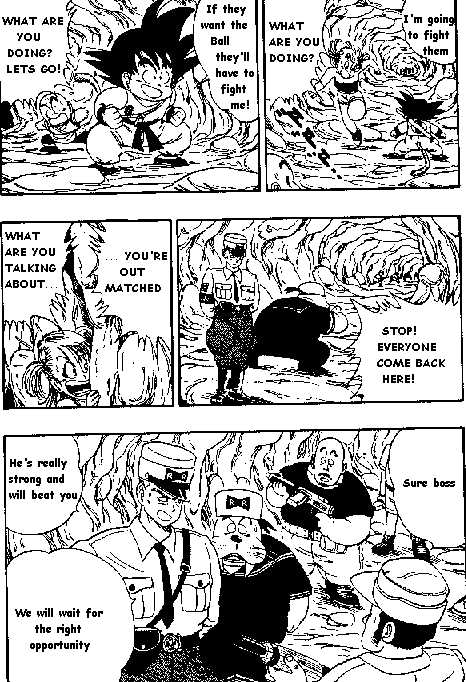 WHAT ARE
YOU
DOING?
LETS GO!
If they
want the
Ball
they'll
have to
fight
me!
WHAT
ARE YOU
DOING?
I'm going
to fight
them
WHAT
ARE YOU
TALKING
ABOUT...
... YOU'RE
OUT
MATCHED
STOP!
EVERYONE
COME BACK
HERE!
He's really
strong and
will beat you
We will wait for
the right
opportunity
Sure boss